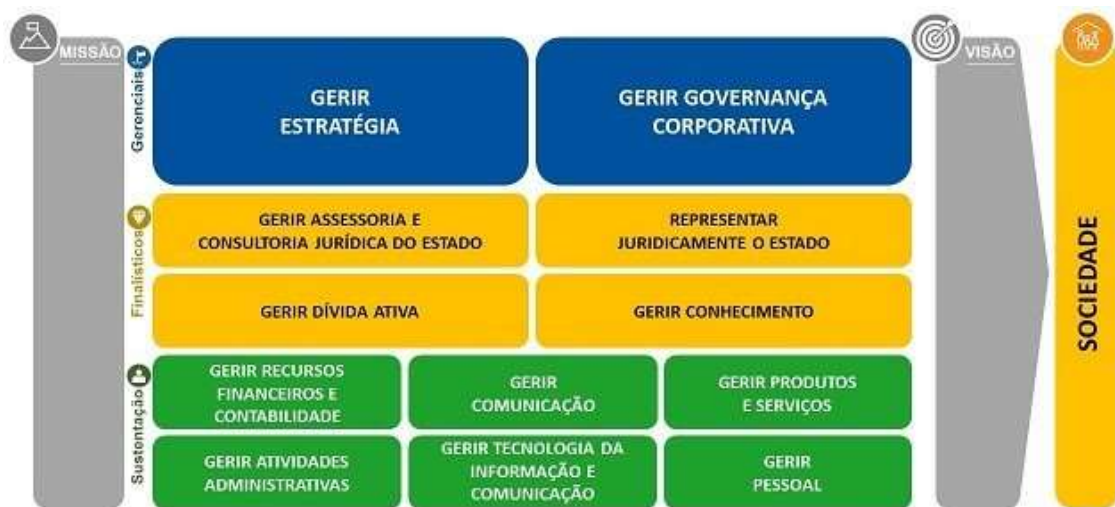 MISSÃO
Gerenciais
GERIR
ESTRATÉGIA
GERIR GOVERNANÇA
CORPORATIVA
VISÃO
Finalísticos
GERIR ASSESSORIA E
CONSULTORIA JURÍDICA DO ESTADO
REPRESENTAR
JURIDICAMENTE O ESTADO
GERIR DÍVIDA ATIVA
GERIR CONHECIMENTO
Sustentação
GERIR RECURSOS
FINANCEIROS E
CONTABILIDADE
GERIR
COMUNICAÇÃO
GERIR PRODUTOS
E SERVIÇOS
GERIR ATIVIDADES
ADMINISTRATIVAS
GERIR TECNOLOGIA DA
INFORMAÇÃO E
COMUNICAÇÃO
GERIR
PESSOAL
SOCIEDADE